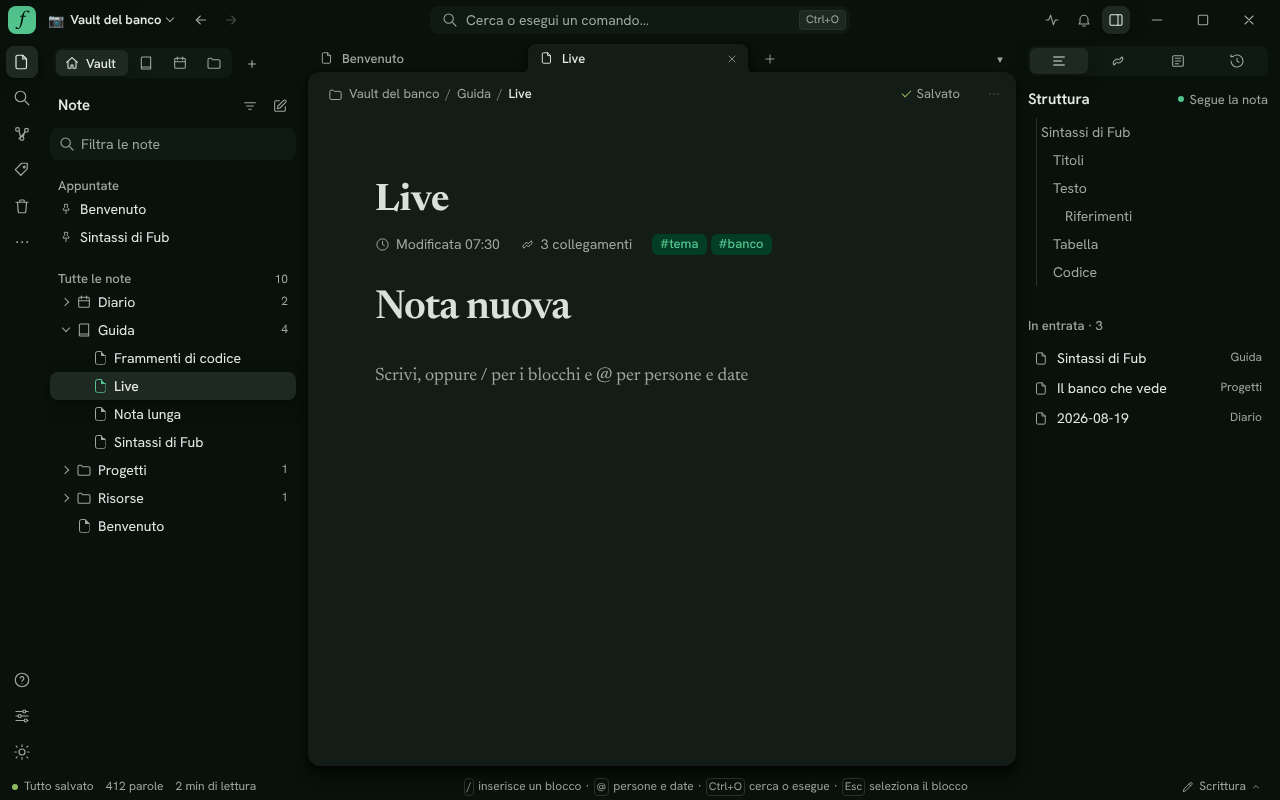 f
Vault del banco
Cerca o esegui un comando...
Ctrl+O
Vault
Note
Filtra le note
Appuntate
Benvenuto
Sintassi di Fub
Tutte le note 10
Diario 2
Guida 4
Frammenti di codice
Live
Nota lunga
Sintassi di Fub
Progetti 1
Risorse 1
Benvenuto
Benvenuto
Live
Vault del banco / Guida / Live
Salvato
Live
Modificata 07:30
3 collegamenti
#tema
#banco
Nota nuova
Scrivi, oppure / per i blocchi e @ per persone e date
Struttura
Segue la nota
Sintassi di Fub
Titoli
Testo
Riferimenti
Tabella
Codice
In entrata · 3
Sintassi di Fub Guida
Il banco che vede Progetti
2026-08-19 Diario
Tutto salvato 412 parole 2 min di lettura
/ inserisce un blocco · @ persone e date · Ctrl+O cerca o esegue · Esc seleziona il blocco
Scrittura